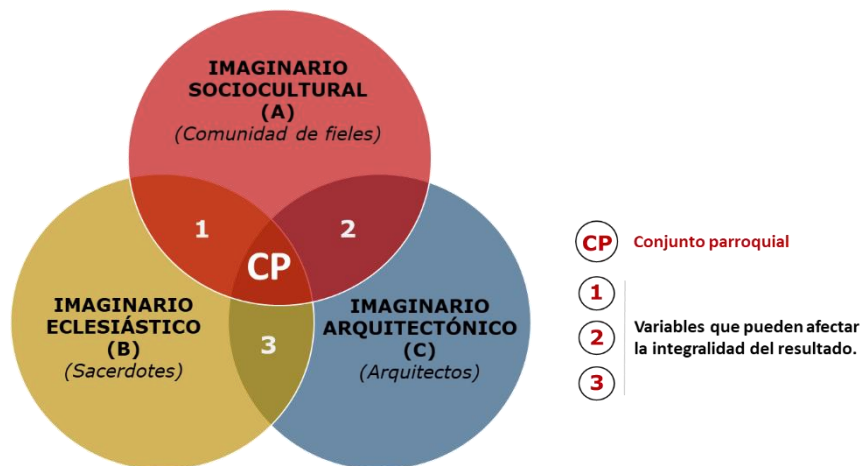 IMAGINARIO
SOCIOCULTURAL
(A)
(Comunidad de fieles)
1
2
CP
IMAGINARIO
ECLESIÁSTICO
(B)
(Sacerdotes)
3
IMAGINARIO
ARQUITECTÓNICO
(C)
(Arquitectos)
CP Conjunto parroquial
1
2
3
Variables que pueden afectar
la integralidad del resultado.